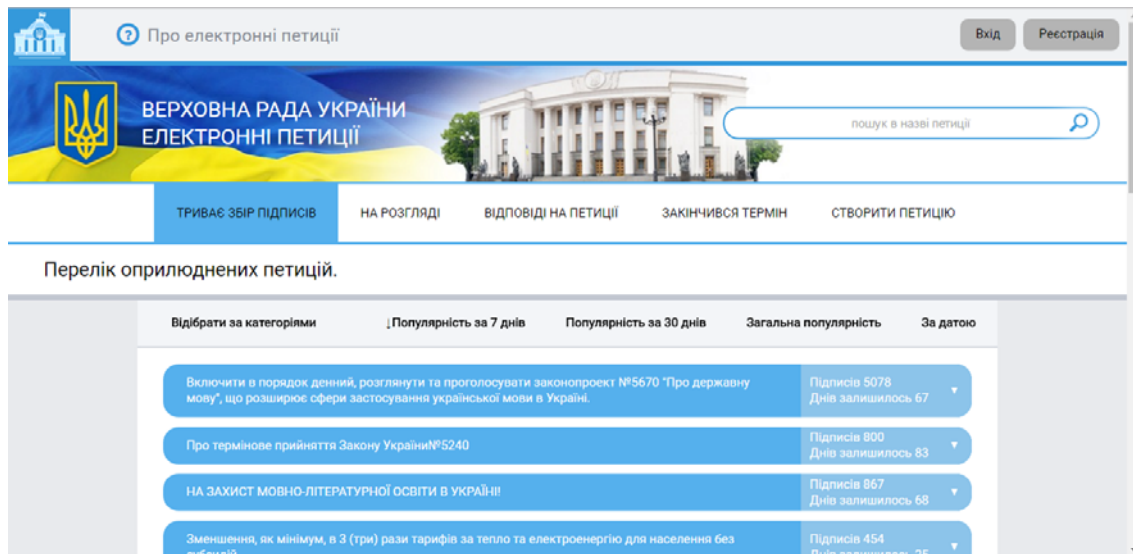 Про електронні петиції
Вхід
Реєстрація
ВЕРХОВНА РАДА УКРАЇНИ
ЕЛЕКТРОННІ ПЕТИЦІЇ
пошук в назві петиції
ТРИВАЄ ЗБІР ПІДПИСІВ
НА РОЗГЛЯДІ
ВІДПОВІДІ НА ПЕТИЦІЇ
ЗАКІНЧИВСЯ ТЕРМІН
СТВОРИТИ ПЕТИЦІЮ
Перелік оприлюднених петицій.
Відібрати за категоріями
↓Популярність за 7 днів
Популярність за 30 днів
Загальна популярність
За датою
Включити в порядок денний, розглянути та проголосувати законопроект №5670 "Про державну
мову", що розширює сфери застосування української мови в Україні.
Підписів 5078
Днів залишилось 67
Про термінове прийняття Закону України№5240
Підписів 800
Днів залишилось 83
НА ЗАХИСТ МОВНО-ЛІТЕРАТУРНОЇ ОСВІТИ В УКРАЇНІ!
Підписів 867
Днів залишилось 68
Зменшення, як мінімум, в 3 (три) рази тарифів за тепло та електроенергію для населення без
Підписів 454
Днів залишилось